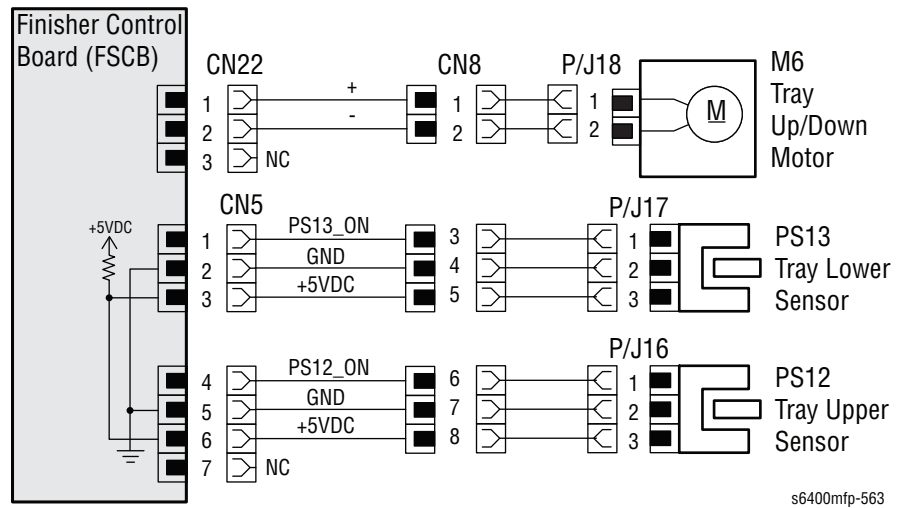 Finisher Control
Board (FSCB)
CN22
CN8
P/J18
M6
Tray
Up/Down
Motor
M
1 + 1 1
2 - 2 2
3 NC
CN5
P/J17
+5VDC
1 PS13_ON 3 1
2 GND 4 2
3 +5VDC 5 3
PS13
Tray Lower
Sensor
P/J16
4 PS12_ON 6 1
5 GND 7 2
6 +5VDC 8 3
7 NC
PS12
Tray Upper
Sensor
s6400mfp-563